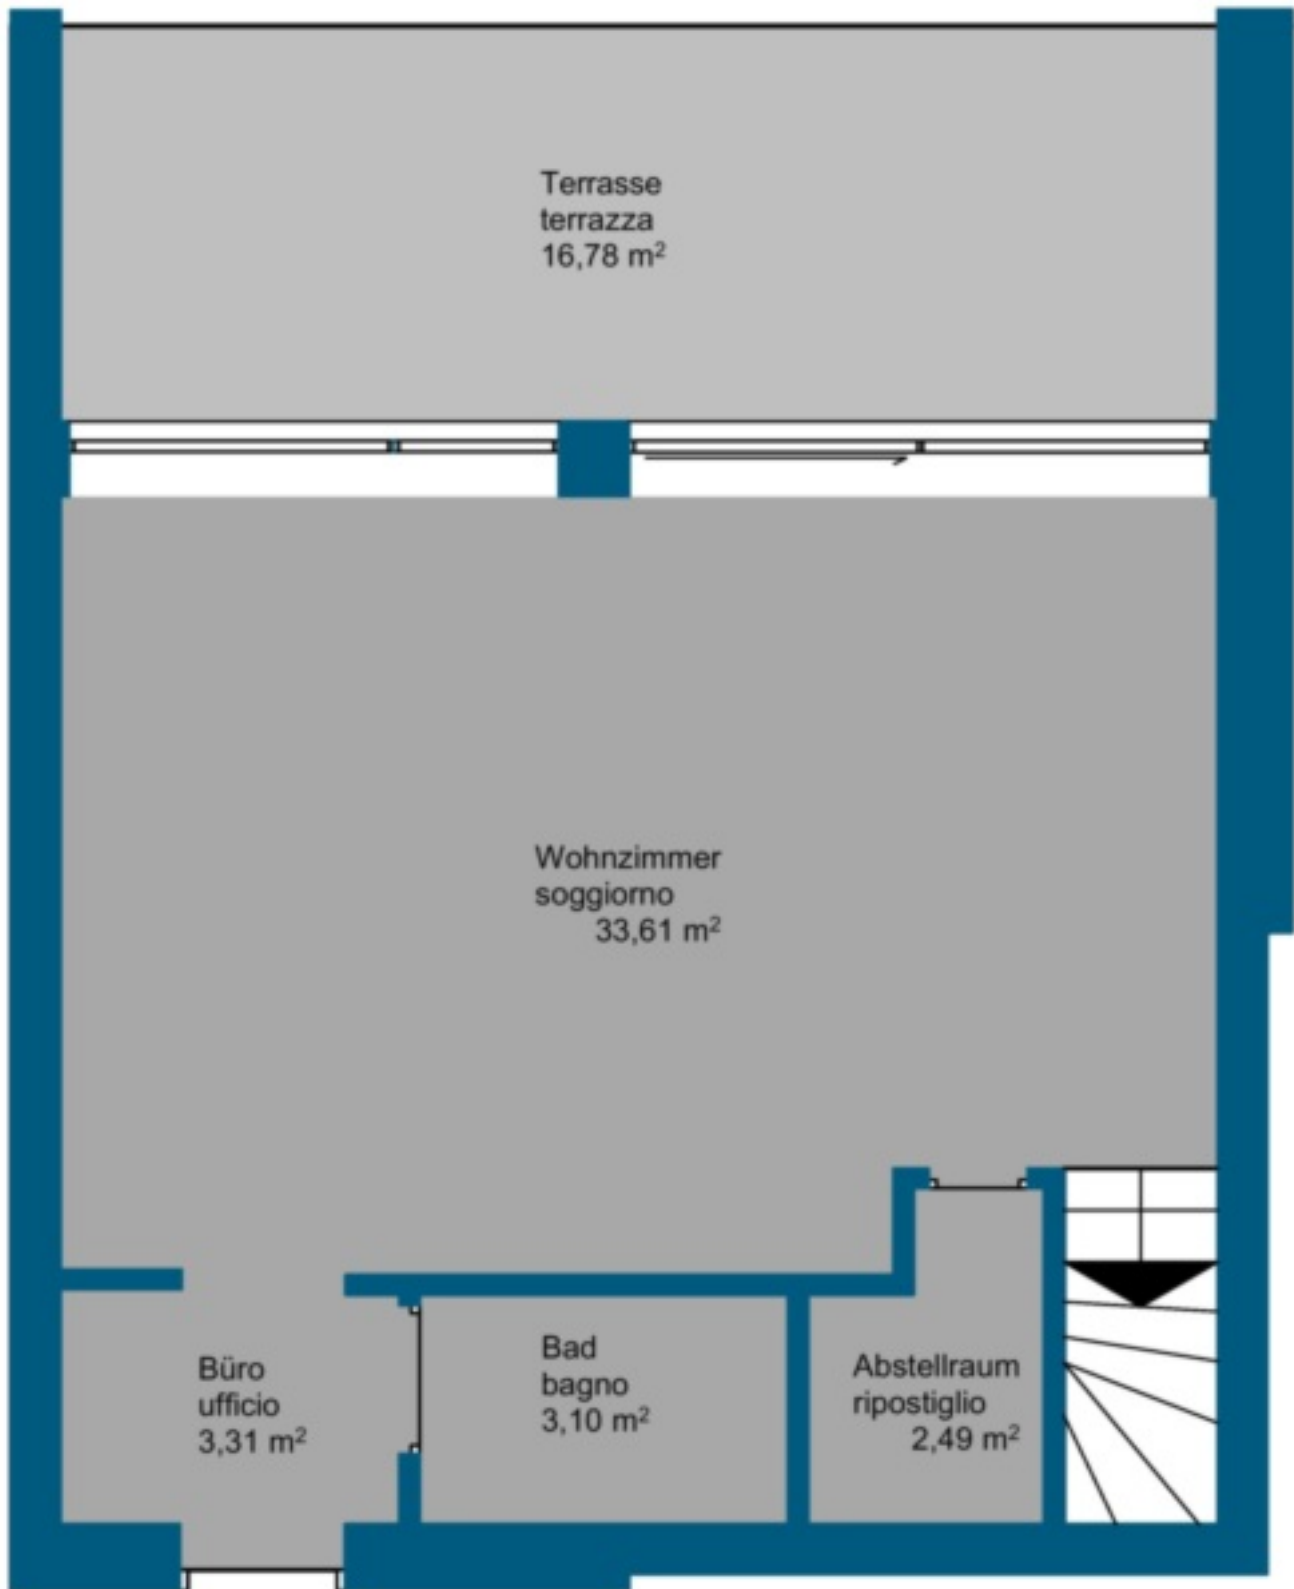 Terrasse
terrazza
16,78 m²
Wohnzimmer
soggiorno
33,61 m²
Büro
ufficio
3,31 m²
Bad
bagno
3,10 m²
Abstellraum
ripostiglio
2,49 m²